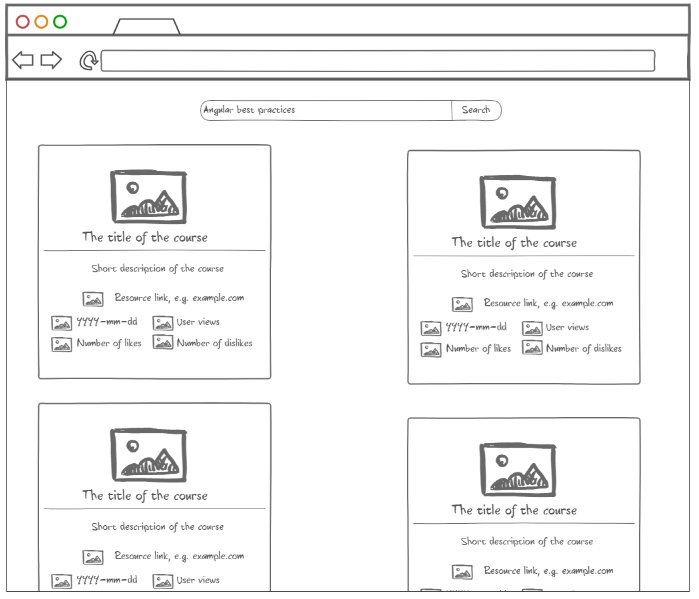 Angular best practices Search
The title of the course
Short description of the course
Resource link, e.g. example.com
YYYY-mm-dd User views
Number of likes Number of dislikes
The title of the course
Short description of the course
Resource link, e.g. example.com
YYYY-mm-dd User views
Number of likes Number of dislikes
The title of the course
Short description of the course
Resource link, e.g. example.com
YYYY-mm-dd User views
The title of the course
Short description of the course
Resource link, e.g. example.com